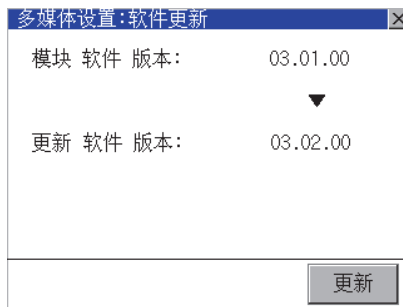 多媒体设置:软件更新
模块 软件 版本: 03.01.00
▼
更新 软件 版本: 03.02.00
更新